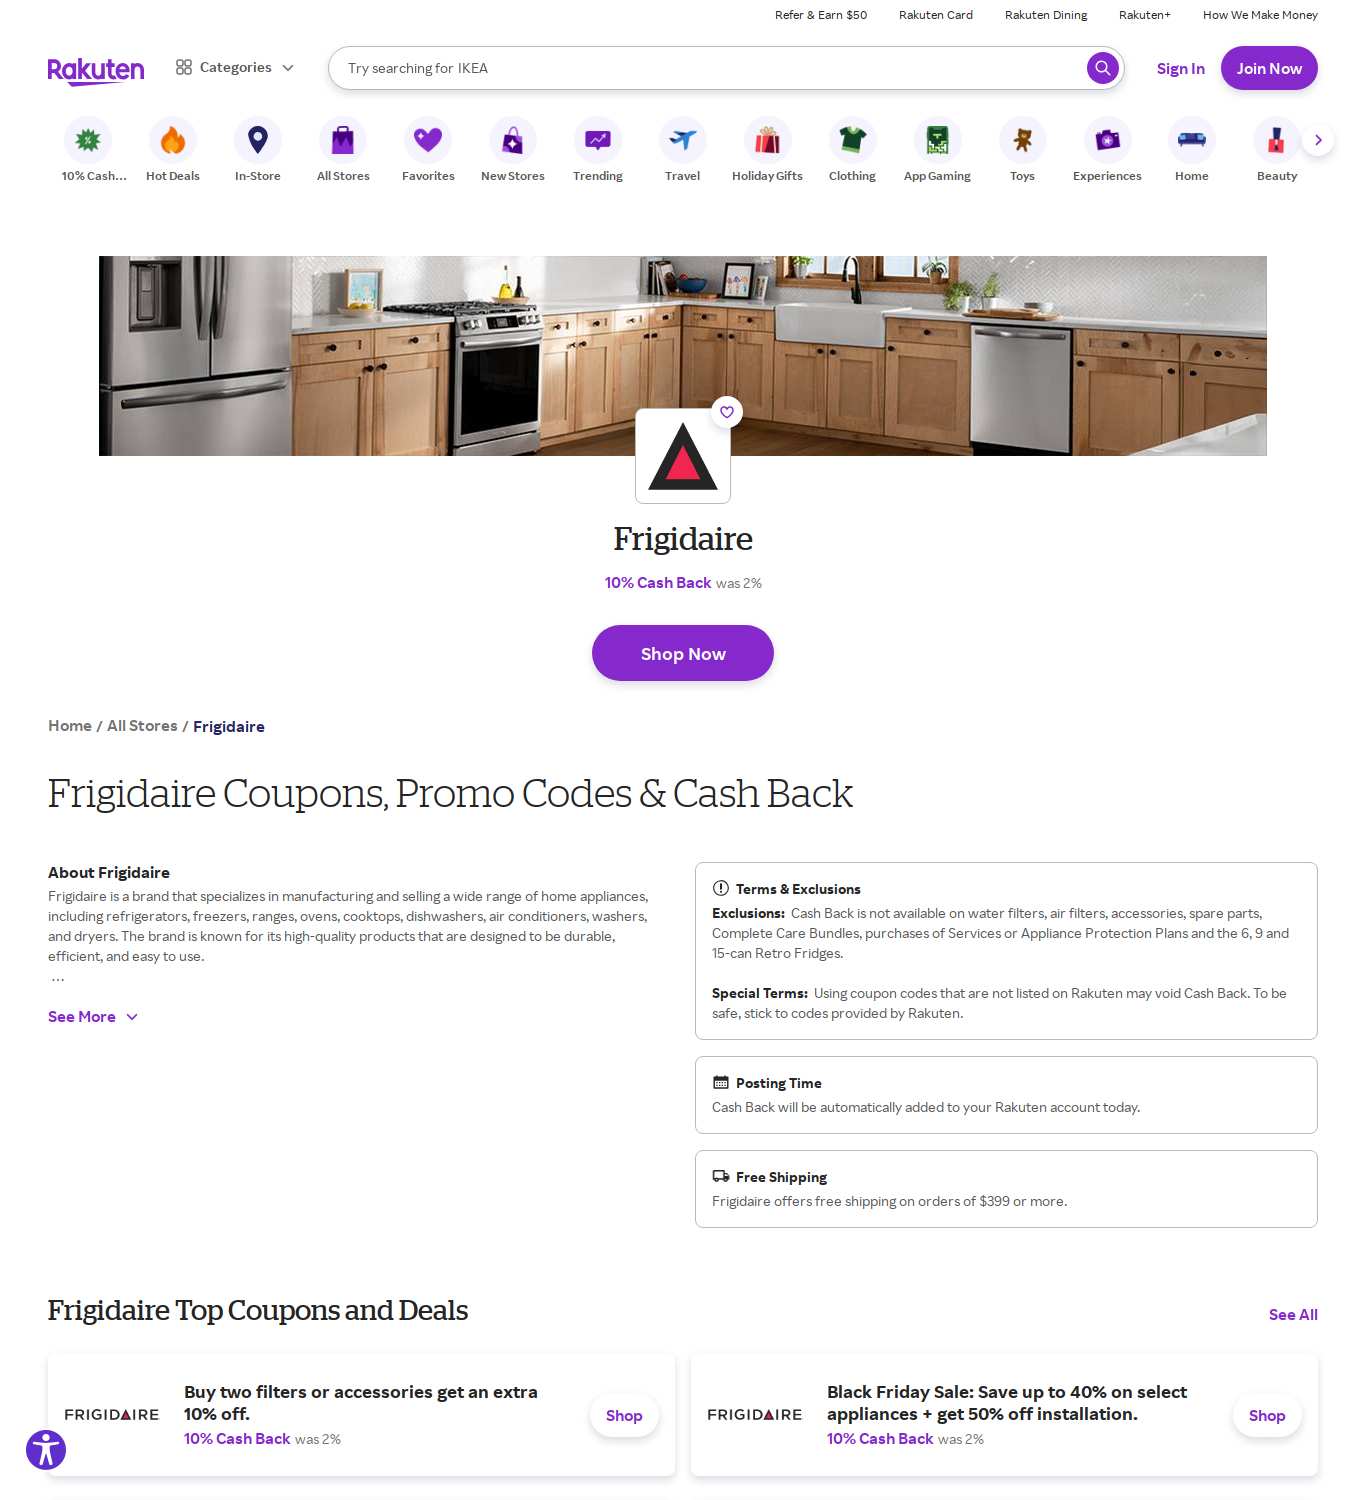 Refer & Earn $50 Rakuten Card Rakuten Dining Rakuten+ How We Make Money
Rakuten Categories Try searching for IKEA Sign In Join Now
10% Cash... Hot Deals In-Store All Stores Favorites New Stores Trending Travel Holiday Gifts Clothing App Gaming Toys Experiences Home Beauty
Frigidaire
10% Cash Back was 2%
Shop Now
Home / All Stores / Frigidaire
Frigidaire Coupons, Promo Codes & Cash Back
About Frigidaire
Frigidaire is a brand that specializes in manufacturing and selling a wide range of home appliances,
including refrigerators, freezers, ranges, ovens, cooktops, dishwashers, air conditioners, washers,
and dryers. The brand is known for its high-quality products that are designed to be durable,
efficient, and easy to use.
...
See More
Terms & Exclusions
Exclusions: Cash Back is not available on water filters, air filters, accessories, spare parts,
Complete Care Bundles, purchases of Services or Appliance Protection Plans and the 6, 9 and
15-can Retro Fridges.
Special Terms: Using coupon codes that are not listed on Rakuten may void Cash Back. To be
safe, stick to codes provided by Rakuten.
Posting Time
Cash Back will be automatically added to your Rakuten account today.
Free Shipping
Frigidaire offers free shipping on orders of $399 or more.
Frigidaire Top Coupons and Deals
See All
FRIGIDAIRE
Buy two filters or accessories get an extra
10% off.
10% Cash Back was 2%
Shop
FRIGIDAIRE
Black Friday Sale: Save up to 40% on select
appliances + get 50% off installation.
10% Cash Back was 2%
Shop